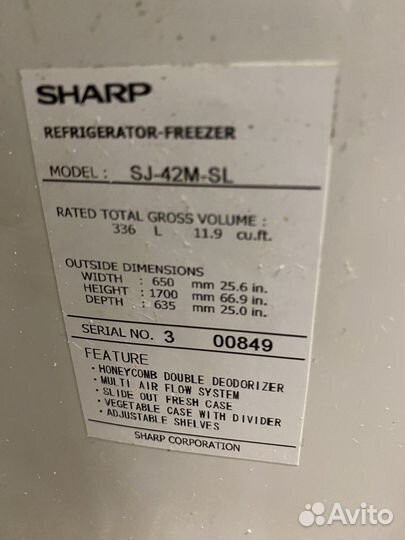 SHARP
REFRIGERATOR-FREEZER
MODEL : SJ-42M-SL
RATED TOTAL GROSS VOLUME :
336 L 11.9 cu.ft.
OUTSIDE DIMENSIONS
WIDTH : 650 mm 25.6 in.
HEIGHT : 1700 mm 66.9 in.
DEPTH : 635 mm 25.0 in.
SERIAL NO. 3 00849
FEATURE
・HONEYCOMB DOUBLE DEODORIZER
・MULTI AIR FLOW SYSTEM
・SLIDE OUT FRESH CASE
・VEGETABLE CASE WITH DIVIDER
・ADJUSTABLE SHELVES
SHARP CORPORATION
Avito